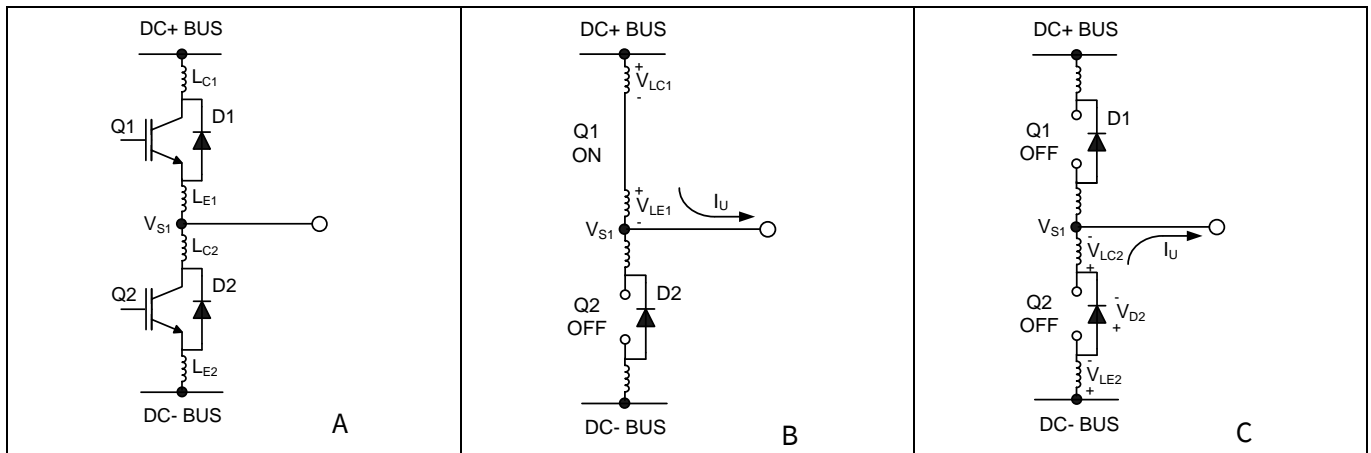 DC+ BUS
LC1
Q1
D1
LE1
VS1
LC2
Q2
D2
LE2
DC- BUS
A
DC+ BUS
+
VLC1
-
Q1
ON
+
VLE1
-
IU
VS1
Q2
OFF
D2
DC- BUS
B
DC+ BUS
Q1
OFF
D1
VS1
-
VLC2
+
IU
Q2
OFF
-
VD2
+
-
VLE2
+
DC- BUS
C